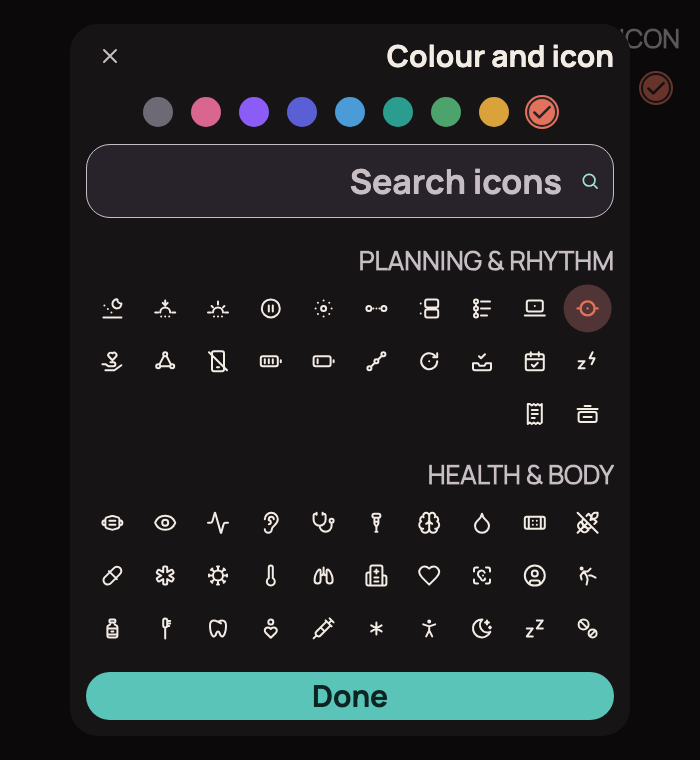 Colour and icon
Search icons
PLANNING & RHYTHM
HEALTH & BODY
Done